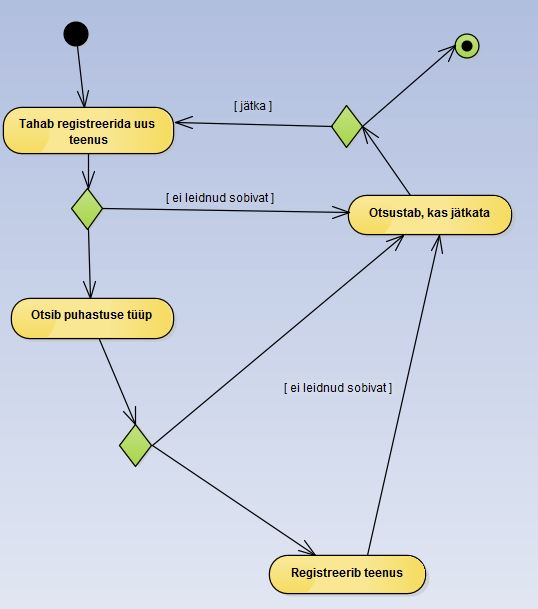 [ jätka ]
Tahab registreerida uus
teenus
[ ei leidnud sobivat ]
Otsustab, kas jätkata
Otsib puhastuse tüüp
[ ei leidnud sobivat ]
Registreerib teenus